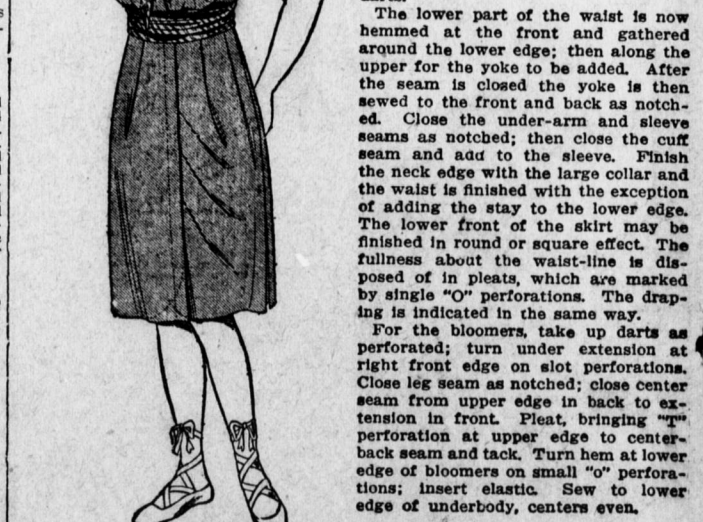 The lower part of the waist is now
hemmed at the front and gathered
around the lower edge; then along the
upper for the yoke to be added. After
the seam is closed the yoke is then
sewed to the front and back as notch-
ed. Close the under-arm and sleeve
seams as notched; then close the cuff
seam and add to the sleeve. Finish
the neck edge with the large collar and
the waist is finished with the exception
of adding the stay to the lower edge.
The lower front of the skirt may be
finished in round or square effect. The
fullness about the waist-line is dis-
posed of in pleats, which are marked
by single "O" perforations. The drap-
ing is indicated in the same way.
For the bloomers, take up darts as
perforated; turn under extension at
right front edge on slot perforations.
Close leg seam as notched; close center
seam from upper edge in back to ex-
tension in front. Pleat, bringing "T"
perforation at upper edge to center-
back seam and tack. Turn hem at lower
edge of bloomers on small "o" perfora-
tions; insert elastic. Sew to lower
edge of underbody, centers even.